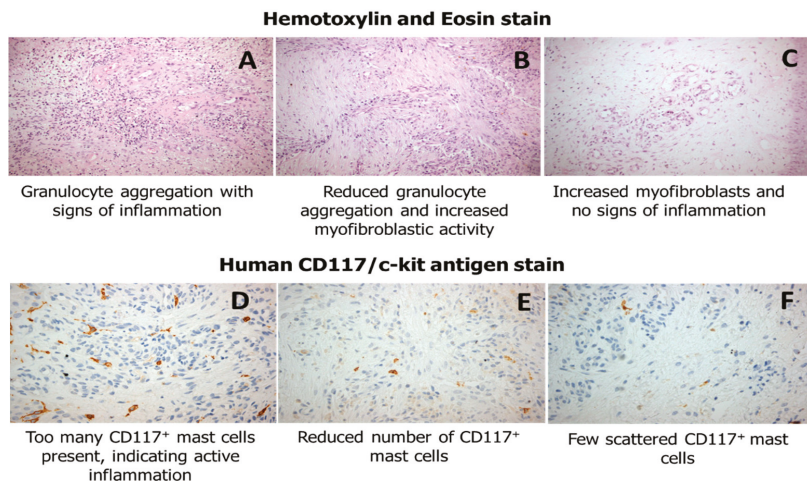 Hemotoxylin and Eosin stain
A
B
C
Granulocyte aggregation with
signs of inflammation
Reduced granulocyte
aggregation and increased
myofibroblastic activity
Increased myofibroblasts and
no signs of inflammation
Human CD117/c-kit antigen stain
D
E
F
Too many CD117⁺ mast cells
present, indicating active
inflammation
Reduced number of CD117⁺
mast cells
Few scattered CD117⁺ mast
cells